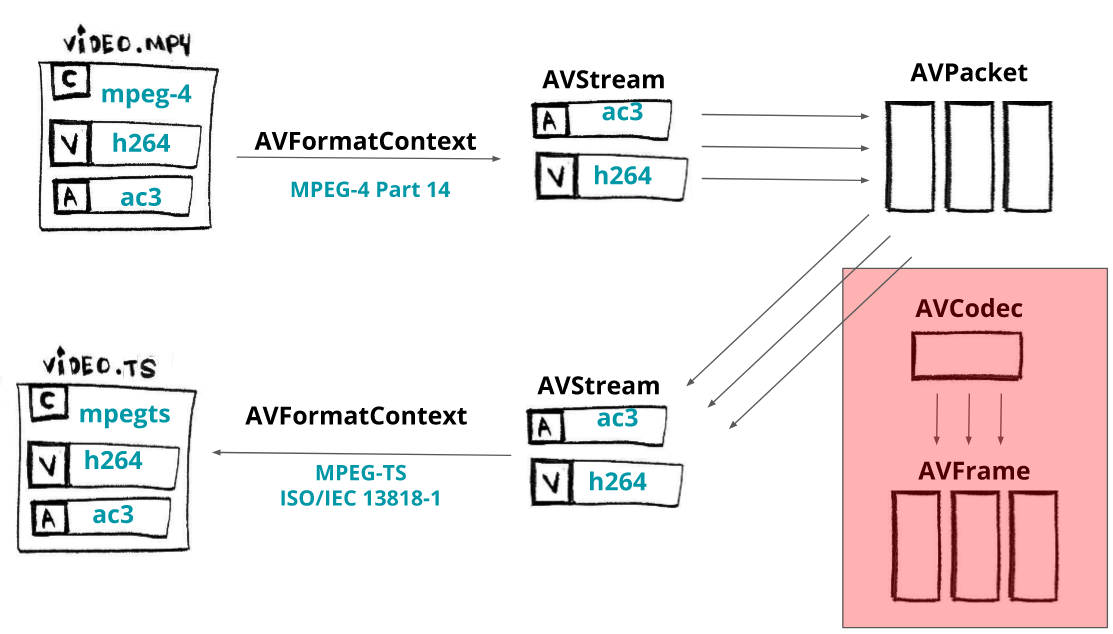 ViDEO.MP4
C mpeg-4
V h264
A ac3
AVFormatContext
MPEG-4 Part 14
AVStream
A ac3
V h264
AVPacket
AVCodec
AVFrame
AVStream
A ac3
V h264
AVFormatContext
MPEG-TS
ISO/IEC 13818-1
ViDEO.TS
C mpegts
V h264
A ac3